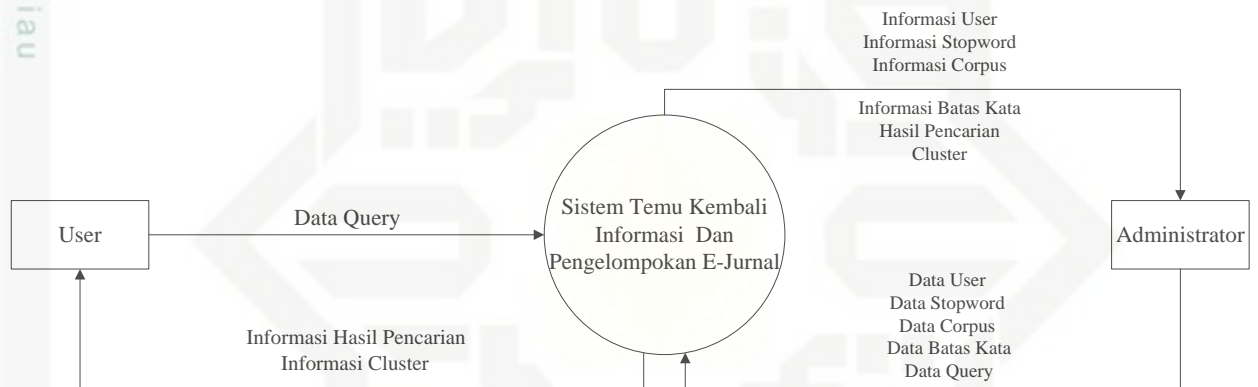 iau
Informasi User
Informasi Stopword
Informasi Corpus
Informasi Batas Kata
Hasil Pencarian
Cluster
User
Data Query
Sistem Temu Kembali
Informasi Dan
Pengelompokan E-Jurnal
Administrator
Informasi Hasil Pencarian
Informasi Cluster
Data User
Data Stopword
Data Corpus
Data Batas Kata
Data Query